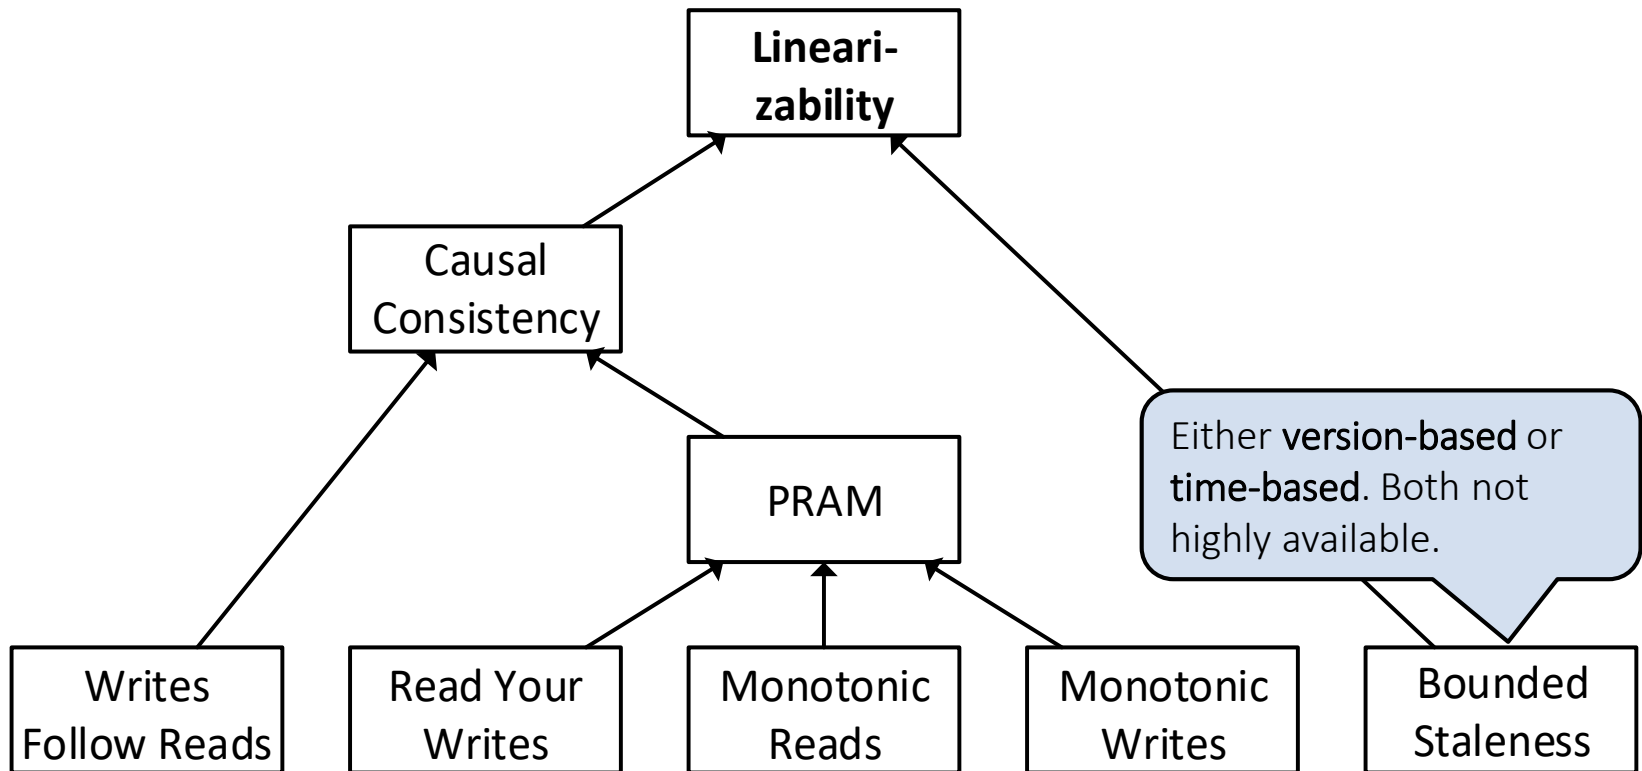 Lineari-
zability
Causal
Consistency
Either version-based or
time-based. Both not
highly available.
PRAM
Writes
Follow Reads
Read Your
Writes
Monotonic
Reads
Monotonic
Writes
Bounded
Staleness